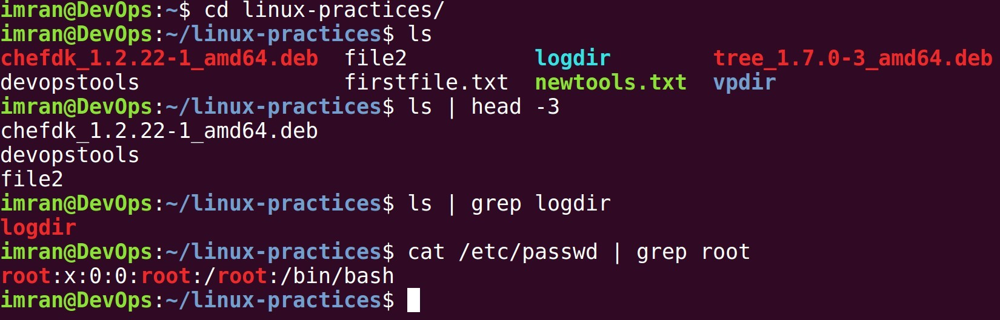 imran@DevOps:~$ cd linux-practices/
imran@DevOps:~/linux-practices$ ls
chefdk_1.2.22-1_amd64.deb  file2          logdir        tree_1.7.0-3_amd64.deb
devopstools                firstfile.txt  newtools.txt  vpdir
imran@DevOps:~/linux-practices$ ls | head -3
chefdk_1.2.22-1_amd64.deb
devopstools
file2
imran@DevOps:~/linux-practices$ ls | grep logdir
logdir
imran@DevOps:~/linux-practices$ cat /etc/passwd | grep root
root:x:0:0:root:/root:/bin/bash
imran@DevOps:~/linux-practices$